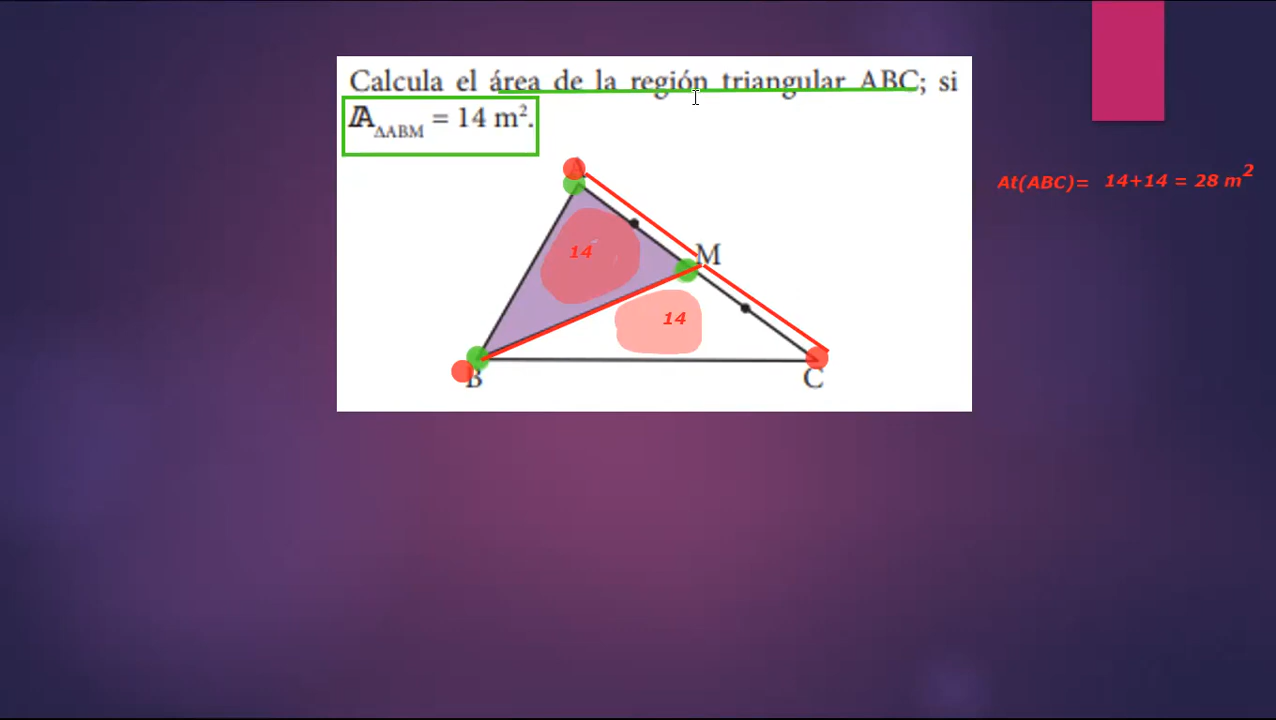 Calcula el área de la región triangular ABC; si
𝔸ΔABM = 14 m².
At(ABC)= 14+14 = 28 m²
A
14
M
14
B
C